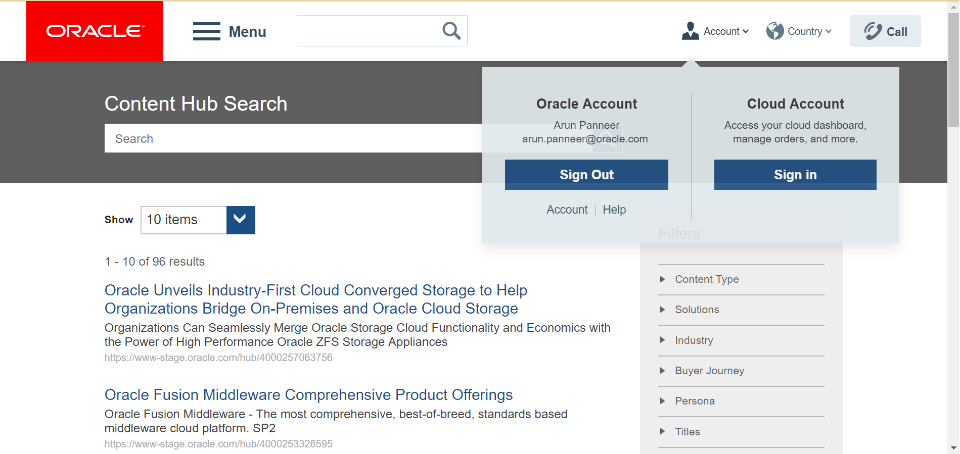 ORACLE
Menu
Account
Country
Call
Content Hub Search
Search
Oracle Account
Arun Panneer
arun.panneer@oracle.com
Sign Out
Account | Help
Cloud Account
Access your cloud dashboard,
manage orders, and more.
Sign in
Show
10 items
1 - 10 of 96 results
Oracle Unveils Industry-First Cloud Converged Storage to Help
Organizations Bridge On-Premises and Oracle Cloud Storage
Organizations Can Seamlessly Merge Oracle Storage Cloud Functionality and Economics with
the Power of High Performance Oracle ZFS Storage Appliances
https://www-stage.oracle.com/hub/4000257063756
Oracle Fusion Middleware Comprehensive Product Offerings
Oracle Fusion Middleware - The most comprehensive, best-of-breed, standards based
middleware cloud platform. SP2
https://www-stage.oracle.com/hub/4000253326595
Filters
Content Type
Solutions
Industry
Buyer Journey
Persona
Titles